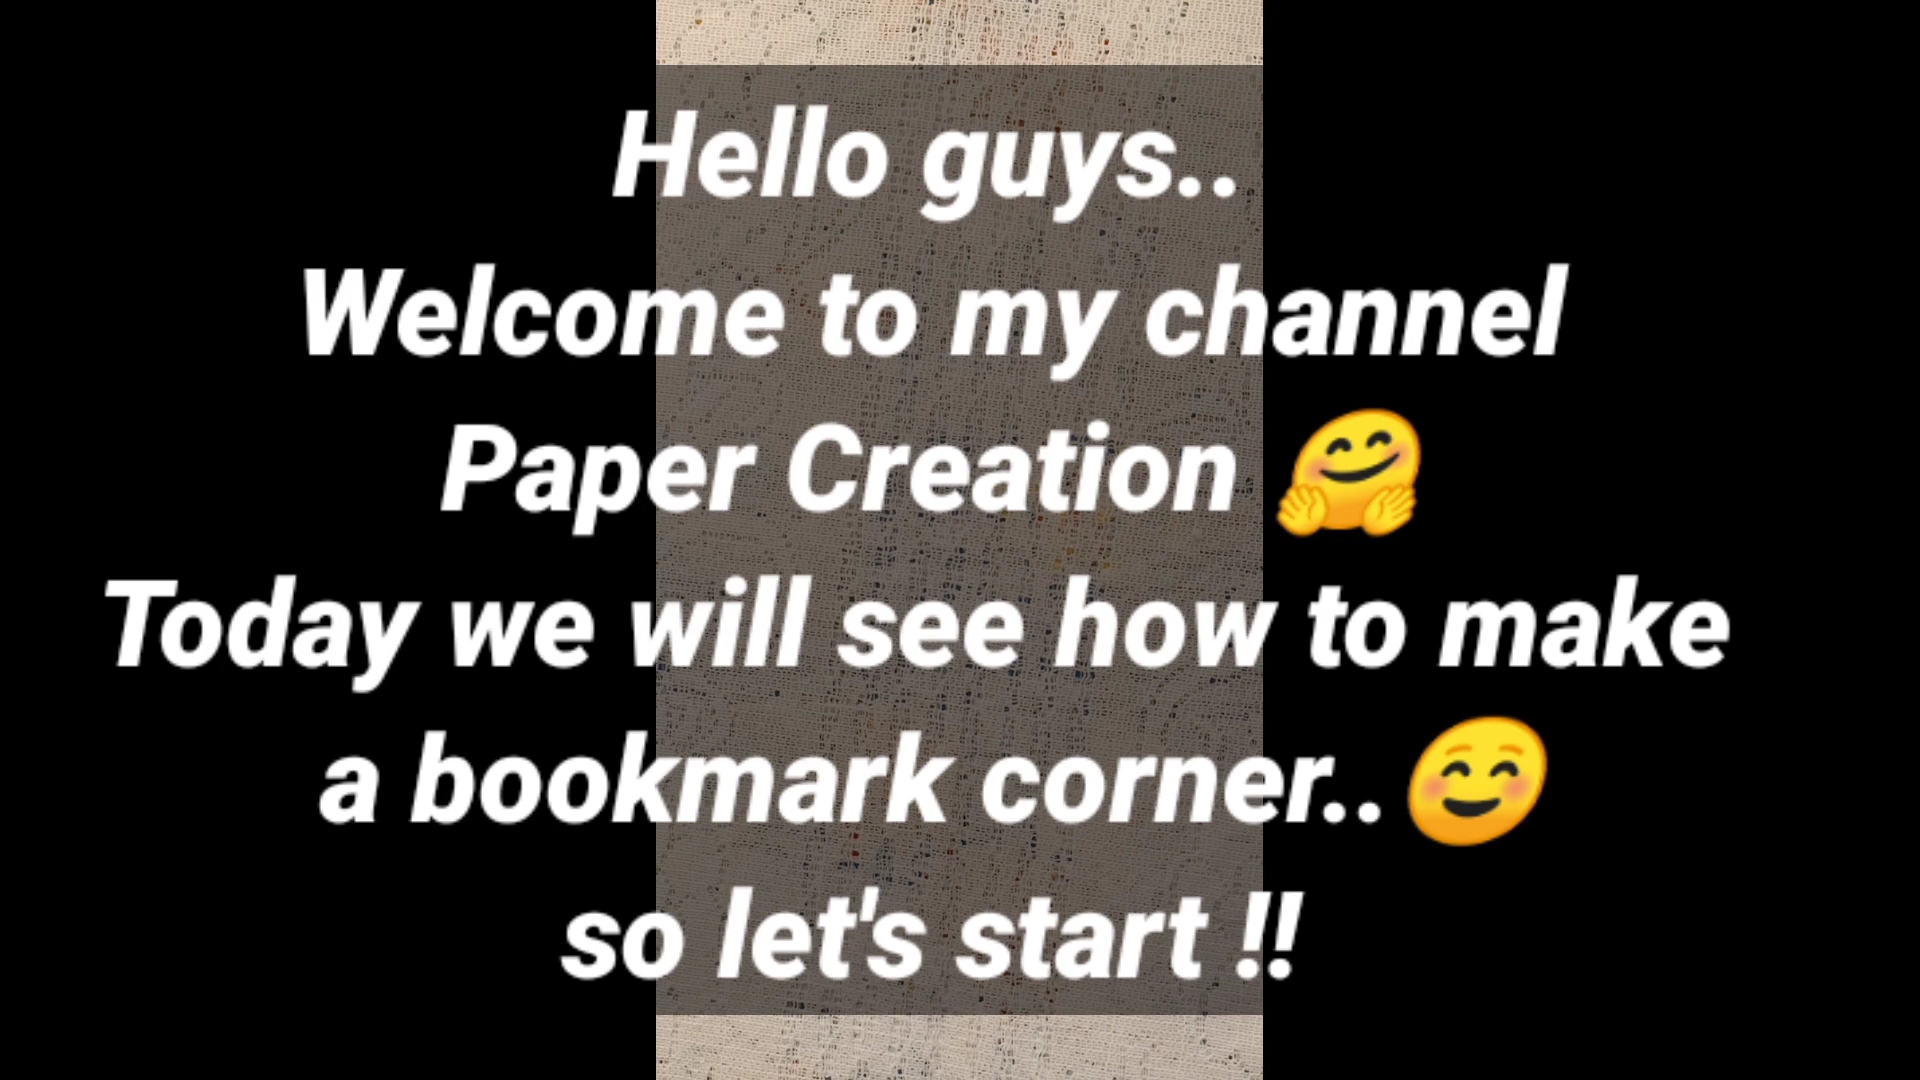 Hello guys..
Welcome to my channel
Paper Creation 🤗
Today we will see how to make
a bookmark corner.. ☺️
so let's start !!